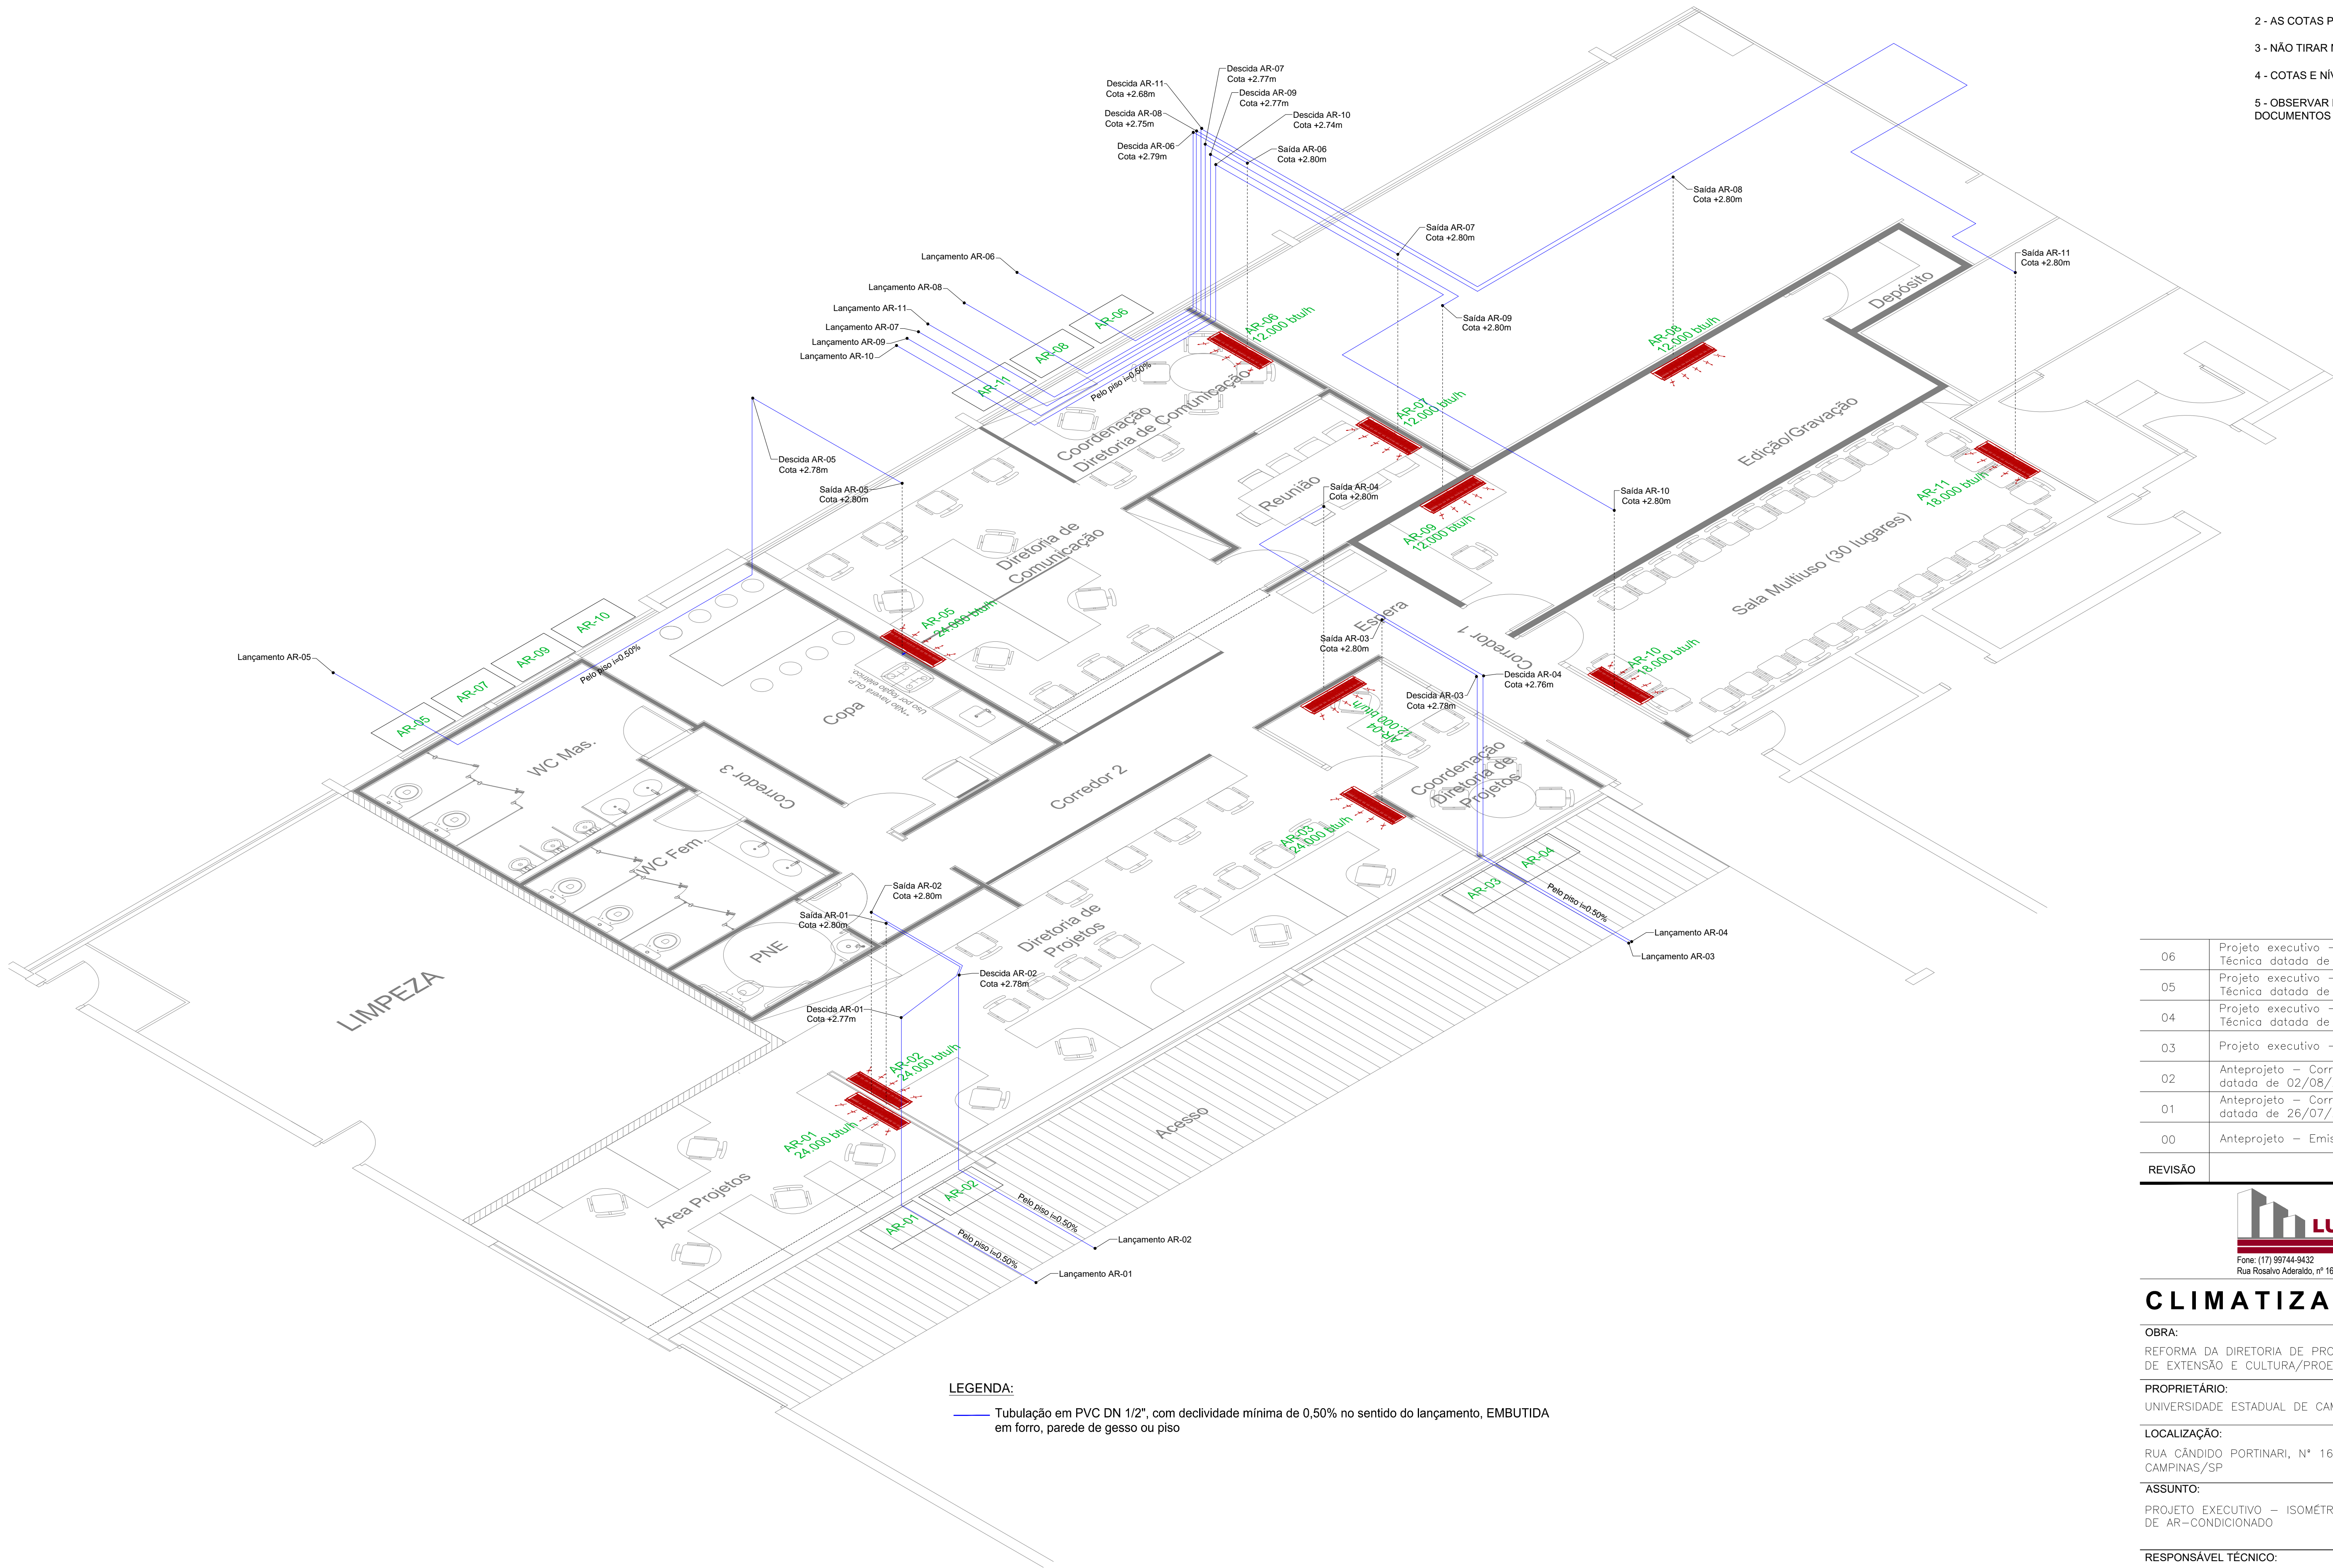 2 - AS COTAS P
3 - NÃO TIRAR
4 - COTAS E NÍV
5 - OBSERVAR
DOCUMENTOS
Descida AR-07
Cota +2.77m
Descida AR-11
Cota +2.68m
Descida AR-09
Cota +2.77m
Descida AR-08
Cota +2.75m
Descida AR-10
Cota +2.74m
Descida AR-06
Cota +2.79m
Saída AR-06
Cota +2.80m
Saída AR-08
Cota +2.80m
Saída AR-07
Cota +2.80m
Saída AR-11
Cota +2.80m
Lançamento AR-06
Lançamento AR-08
Lançamento AR-11
Lançamento AR-07
Lançamento AR-09
Lançamento AR-10
Saída AR-09
Cota +2.80m
Depósito
AR-06
AR-08
AR-11
AR-06
12.000 btu/h
AR-08
12.000 btu/h
Pelo piso i=0.50%
Coordenação
Diretoria de Comunicação
AR-07
12.000 btu/h
Edição/Gravação
Descida AR-05
Cota +2.78m
Saída AR-05
Cota +2.80m
Reunião
Saída AR-04
Cota +2.80m
Saída AR-10
Cota +2.80m
AR-11
18.000 btu/h
AR-09
12.000 btu/h
Diretoria de
Comunicação
Sala Multiuso (30 lugares)
AR-05
24.000 btu/h
Espera
Corredor 1
Saída AR-03
Cota +2.80m
AR-10
18.000 btu/h
AR-10
AR-09
AR-07
AR-05
Lançamento AR-05
Pelo piso i=0.50%
Descida AR-04
Cota +2.76m
Descida AR-03
Cota +2.78m
*Não haverá GLP
Uso por fogão elétrico
Copa
AR-04
12.000 btu/h
WC Mas.
Corredor 3
Corredor 2
Coordenação
Diretoria de
Projetos
AR-03
24.000 btu/h
WC Fem.
AR-04
AR-03
Pelo piso i=0.50%
Lançamento AR-04
Lançamento AR-03
Saída AR-02
Cota +2.80m
Saída AR-01
Cota +2.80m
Diretoria de
Projetos
PNE
LIMPEZA
Descida AR-02
Cota +2.78m
Descida AR-01
Cota +2.77m
AR-02
24.000 btu/h
AR-01
24.000 btu/h
Acesso
Área Projetos
AR-02
AR-01
Pelo piso i=0.50%
Pelo piso i=0.50%
Lançamento AR-02
Lançamento AR-01
LEGENDA:
Tubulação em PVC DN 1/2", com declividade mínima de 0,50% no sentido do lançamento, EMBUTIDA
em forro, parede de gesso ou piso
06 Projeto executivo –
Técnica datada de
05 Projeto executivo –
Técnica datada de
04 Projeto executivo –
Técnica datada de
03 Projeto executivo –
02 Anteprojeto – Corr
datada de 02/08/
01 Anteprojeto – Corr
datada de 26/07/
00 Anteprojeto – Emis
REVISÃO
LU
Fone: (17) 99744-9432
Rua Rosalvo Aderaldo, nº 16
CLIMATIZA
OBRA:
REFORMA DA DIRETORIA DE PRO
DE EXTENSÃO E CULTURA/PROE
PROPRIETÁRIO:
UNIVERSIDADE ESTADUAL DE CAM
LOCALIZAÇÃO:
RUA CÂNDIDO PORTINARI, Nº 16
CAMPINAS/SP
ASSUNTO:
PROJETO EXECUTIVO – ISOMÉTR
DE AR–CONDICIONADO
RESPONSÁVEL TÉCNICO: